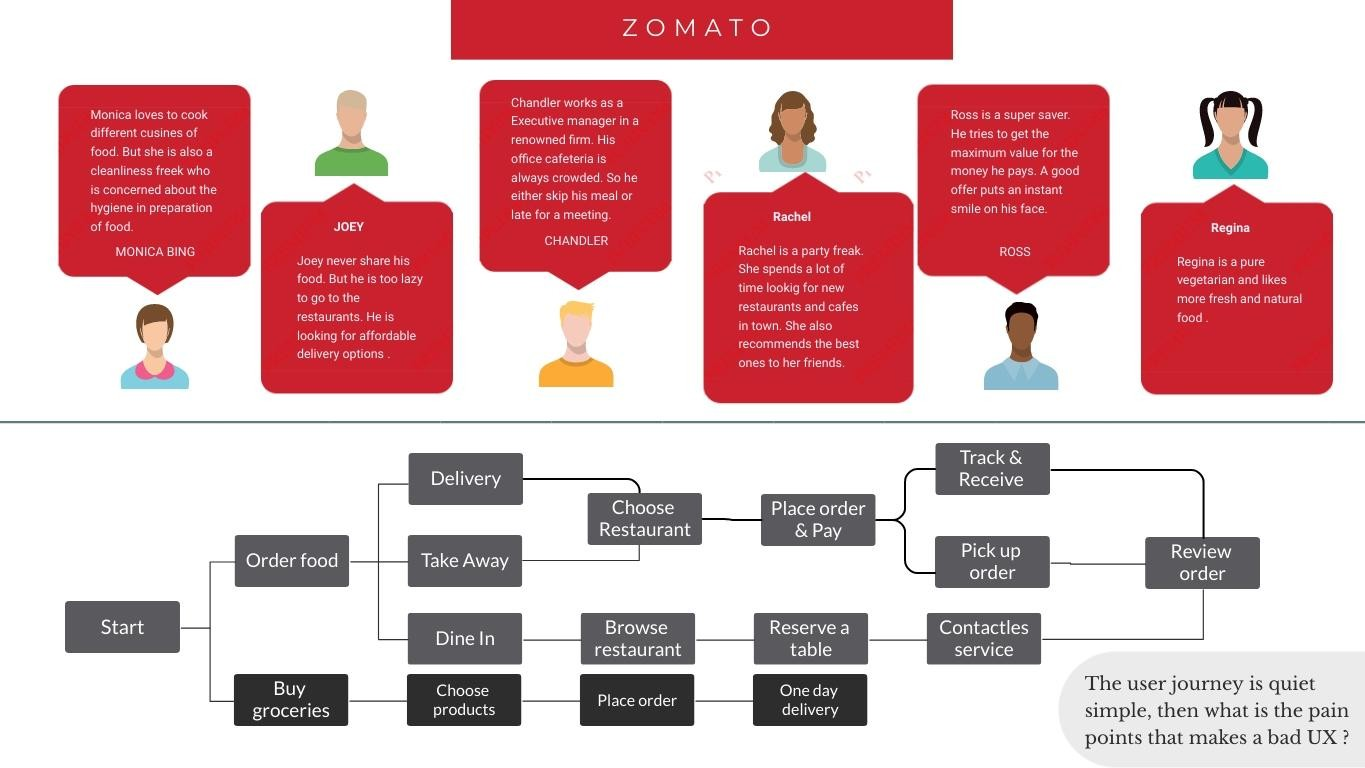 ZOMATO
Monica loves to cook
different cusines of
food. But she is also a
cleanliness freek who
is concerned about the
hygiene in preparation
of food.
MONICA BING
JOEY
Joey never share his
food. But he is too lazy
to go to the
restaurants. He is
looking for affordable
delivery options .
Chandler works as a
Executive manager in a
renowned firm. His
office cafeteria is
always crowded. So he
either skip his meal or
late for a meeting.
CHANDLER
Rachel
Rachel is a party freak.
She spends a lot of
time lookig for new
restaurants and cafes
in town. She also
recommends the best
ones to her friends.
Ross is a super saver.
He tries to get the
maximum value for the
money he pays. A good
offer puts an instant
smile on his face.
ROSS
Regina
Regina is a pure
vegetarian and likes
more fresh and natural
food .
Start
Order food
Delivery
Take Away
Dine In
Choose
Restaurant
Place order
& Pay
Track &
Receive
Pick up
order
Review
order
Browse
restaurant
Reserve a
table
Contactles
service
Buy
groceries
Choose
products
Place order
One day
delivery
The user journey is quiet
simple, then what is the pain
points that makes a bad UX ?